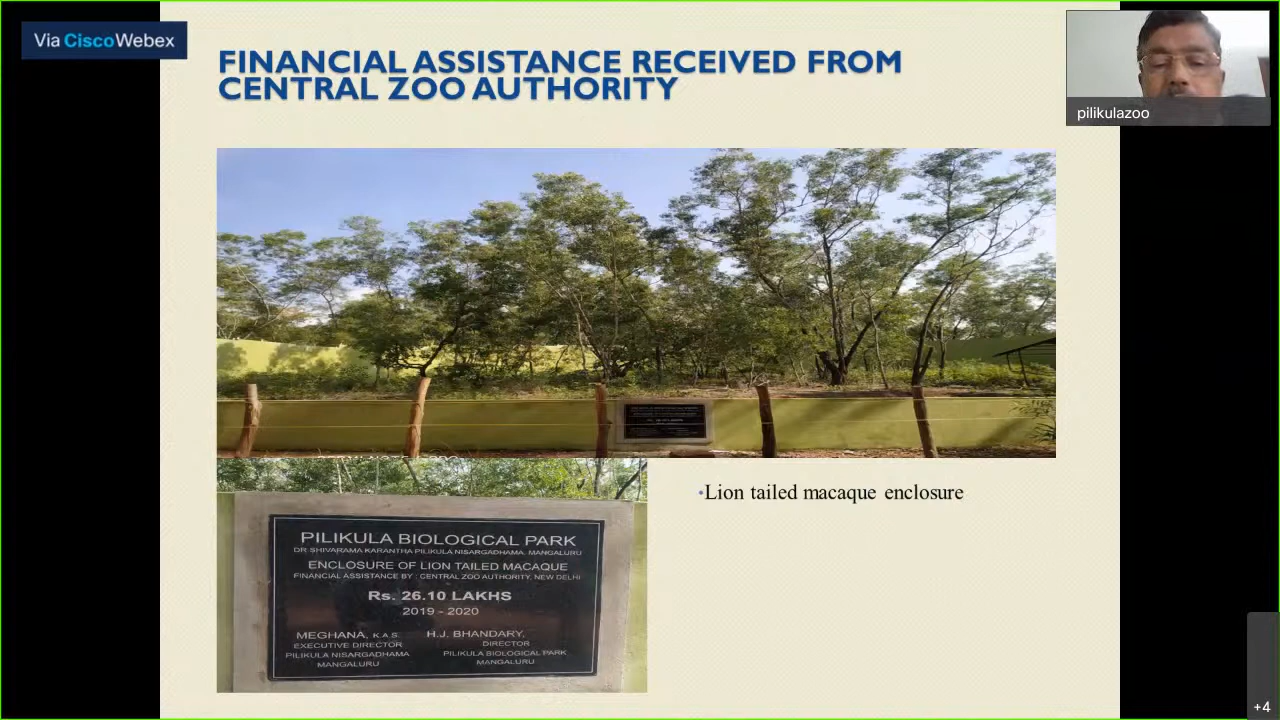 Via CiscoWebex
FINANCIAL ASSISTANCE RECEIVED FROM
CENTRAL ZOO AUTHORITY
pilikulazoo
•Lion tailed macaque enclosure
PILIKULA BIOLOGICAL PARK
DR SHIVARAMA KARANTHA PILIKULA NISARGADHAMA, MANGALURU
ENCLOSURE OF LION TAILED MACAQUE
FINANCIAL ASSISTANCE BY : CENTRAL ZOO AUTHORITY, NEW DELHI
Rs. 26.10 LAKHS
2019 - 2020
MEGHANA, K.A.S. H.J. BHANDARY,
EXECUTIVE DIRECTOR DIRECTOR
PILIKULA NISARGADHAMA PILIKULA BIOLOGICAL PARK
MANGALURU MANGALURU
+4